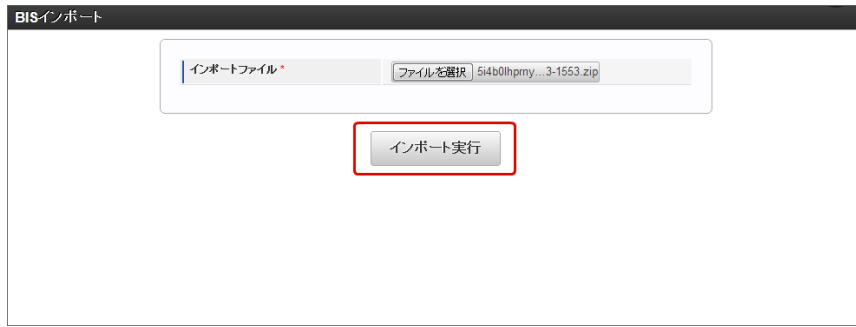 BISインポート
インポートファイル *
ファイルを選択 5i4b0lhpmy...3-1553.zip
インポート実行